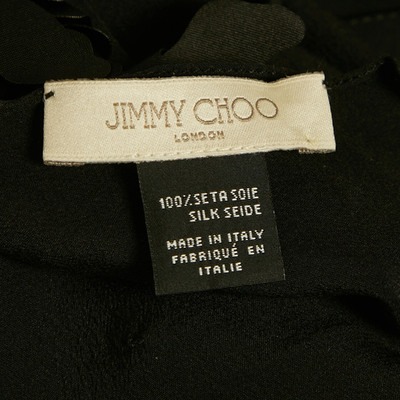 JIMMY CHOO
LONDON
100% SETA SOIE
SILK SEIDE
MADE IN ITALY
FABRIQUÉ EN
ITALIE